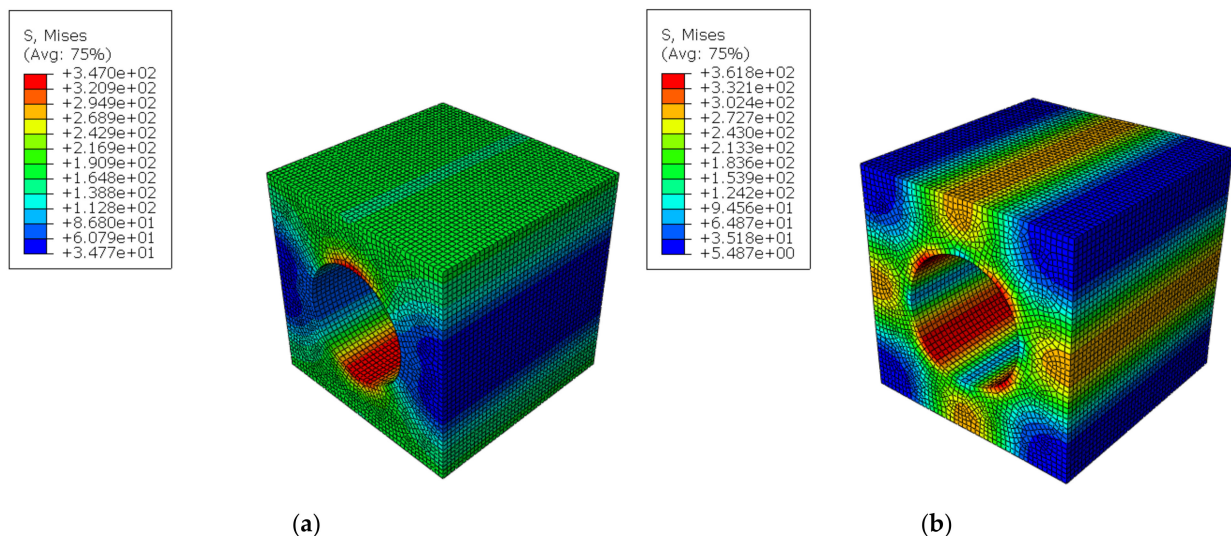 S, Mises
(Avg: 75%)
+3.470e+02
+3.209e+02
+2.949e+02
+2.689e+02
+2.429e+02
+2.169e+02
+1.909e+02
+1.648e+02
+1.388e+02
+1.128e+02
+8.680e+01
+6.079e+01
+3.477e+01
S, Mises
(Avg: 75%)
+3.618e+02
+3.321e+02
+3.024e+02
+2.727e+02
+2.430e+02
+2.133e+02
+1.836e+02
+1.539e+02
+1.242e+02
+9.456e+01
+6.487e+01
+3.518e+01
+5.487e+00
(a)
(b)